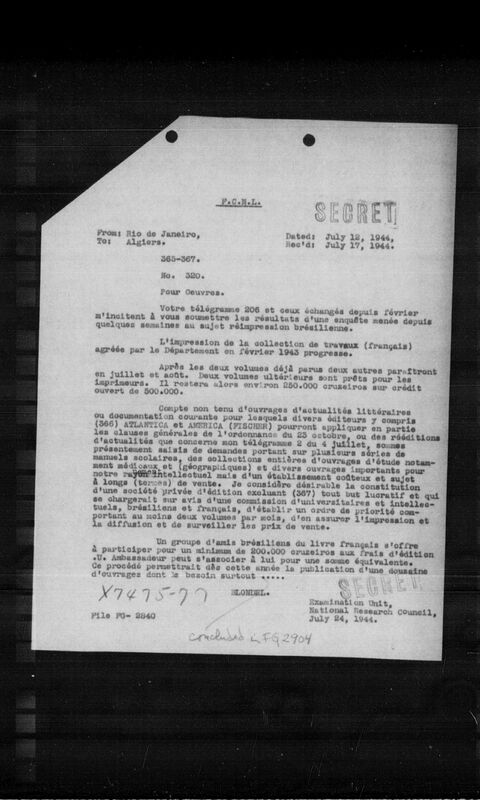 F.C.N.L.
SECRET
From: Rio de Janeiro, Dated: July 12, 1944,
To: Algiers. Rec'd: July 17, 1944.
365-367.
No. 320.
Pour Oeuvres.
Votre télégramme 206 et ceux échangés depuis février
m'incitent à vous soumettre les résultats d'une enquête menée depuis
quelques semaines au sujet réimpression brésilienne.
L'impression de la collection de travaux (français)
agréée par le Département en février 1943 progresse.
Après les deux volumes déjà parus deux autres paraîtront
en juillet et août. Deux volumes ultérieurs sont prêts pour les
imprimeurs. Il restera alors environ 250.000 cruzeiros sur crédit
ouvert de 500.000.
Compte non tenu d'ouvrages d'actualités littéraires
ou documentation courante pour lesquels divers éditeurs y compris
(366) ATLANTICA et AMERICA (FISCHER) pourront appliquer en partie
les clauses générales de l'ordonnance du 23 octobre, ou des rééditions
d'actualités que concerne mon télégramme 2 du 4 juillet, sommes
présentement saisis de demandes portant sur plusieurs séries de
manuels scolaires, des collections entières d'ouvrages d'étude notam-
ment médicaux et (géographiques) et divers ouvrages importants pour
notre rayonnement intellectuel mais d'un établissement coûteux et sujet
à longs (termes) de vente. Je considère désirable la constitution
d'une société privée d'édition excluant (367) tout but lucratif et qui
se chargerait sur avis d'une commission d'universitaires et intellec-
tuels, brésiliens et français, d'établir un ordre de priorité com-
portant au moins deux volumes par mois, d'en assurer l'impression et
la diffusion et de surveiller les prix de vente.
Un groupe d'amis brésiliens du livre français s'offre
à participer pour un minimum de 200.000 cruzeiros aux frais d'édition
.U. Ambassadeur peut s'associer à lui pour une somme équivalente.
Ce procédé permettrait dès cette année la publication d'une douzaine
d'ouvrages dont le besoin surtout .....
BLONDEL.
X7475-77
SECRET
Examination Unit,
National Research Council,
July 24, 1944.
File FG- 2840
concluded in FG2904